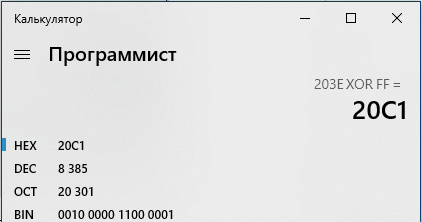 Калькулятор
Программист
203E XOR FF =
20C1
HEX 20C1
DEC 8 385
OCT 20 301
BIN 0010 0000 1100 0001